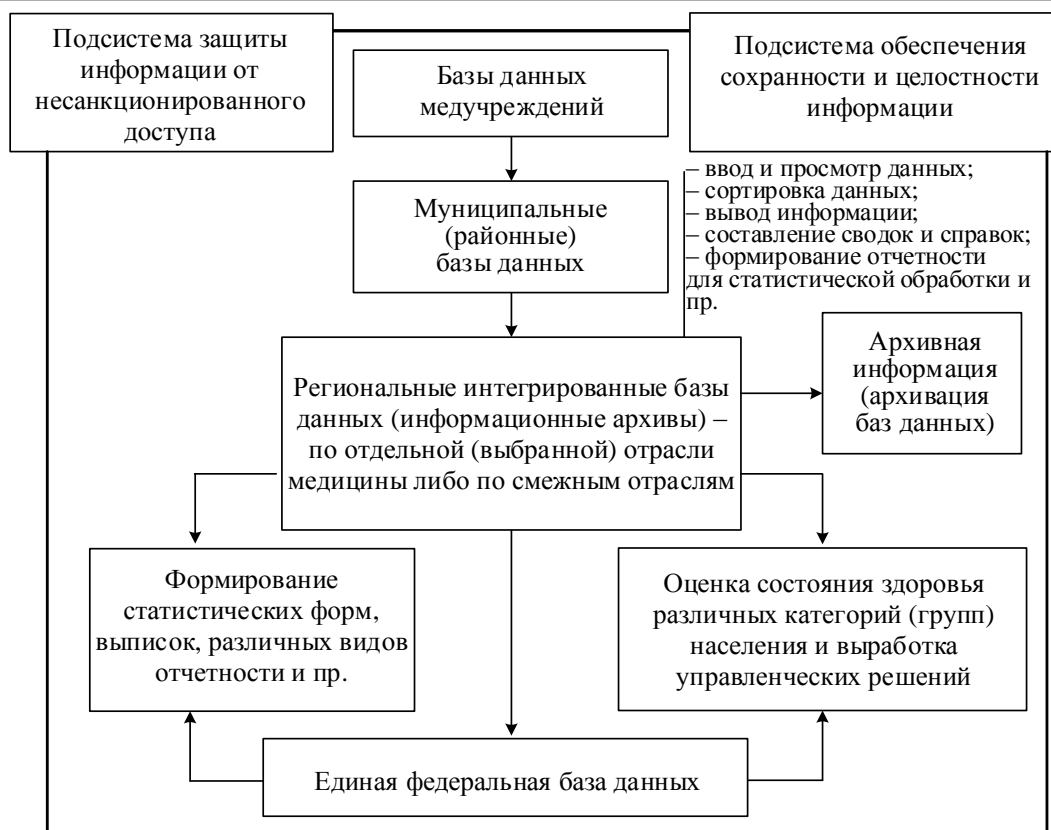 Подсистема защиты
информации от
несанкционированного
доступа
Базы данных
медучреждений
Подсистема обеспечения
сохранности и целостности
информации
Муниципальные
(районные)
базы данных
– ввод и просмотр данных;
– сортировка данных;
– вывод информации;
– составление сводок и справок;
– формирование отчетности
для статистической обработки и
пр.
Региональные интегрированные базы
данных (информационные архивы) –
по отдельной (выбранной) отрасли
медицины либо по смежным отраслям
Архивная
информация
(архивация
баз данных)
Формирование
статистических форм,
выписок, различных видов
отчетности и пр.
Оценка состояния здоровья
различных категорий (групп)
населения и выработка
управленческих решений
Единая федеральная база данных